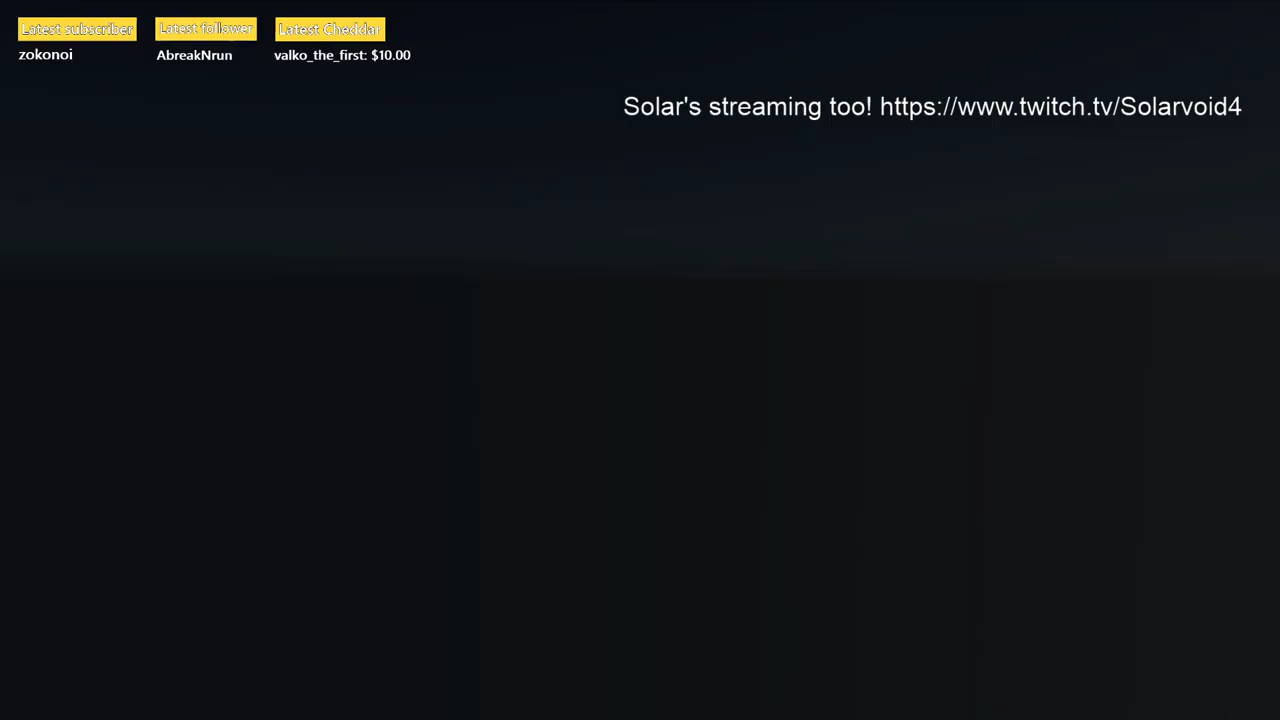 Latest subscriber
zokonoi
Latest follower
AbreakNrun
Latest Cheddar
valko_the_first: $10.00
Solar's streaming too! https://www.twitch.tv/Solarvoid4